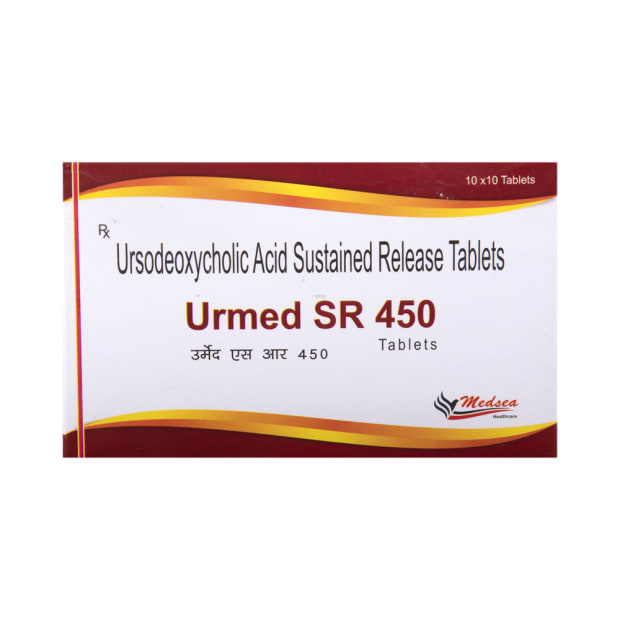 10 x10 Tablets
Rx
Ursodeoxycholic Acid Sustained Release Tablets
Urmed SR 450
Tablets
उर्मेद एस आर 450
Medsea
Healthcare